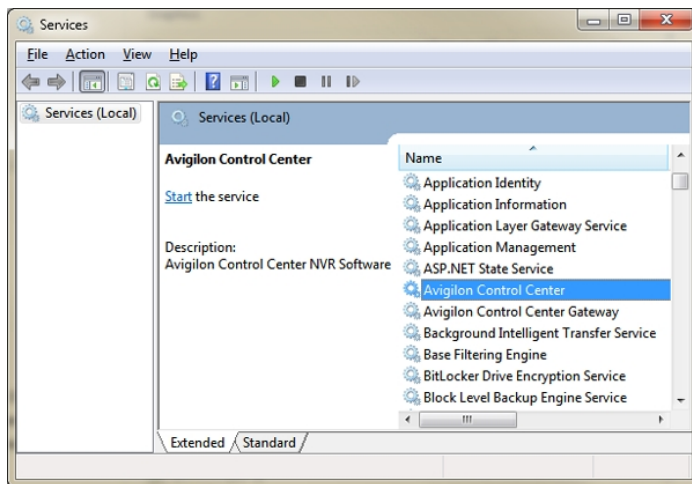 Services
File Action View Help
Services (Local)
Services (Local)
Avigilon Control Center
Start the service
Description:
Avigilon Control Center NVR Software
Name
Application Identity
Application Information
Application Layer Gateway Service
Application Management
ASP.NET State Service
Avigilon Control Center
Avigilon Control Center Gateway
Background Intelligent Transfer Service
Base Filtering Engine
BitLocker Drive Encryption Service
Block Level Backup Engine Service
Extended Standard